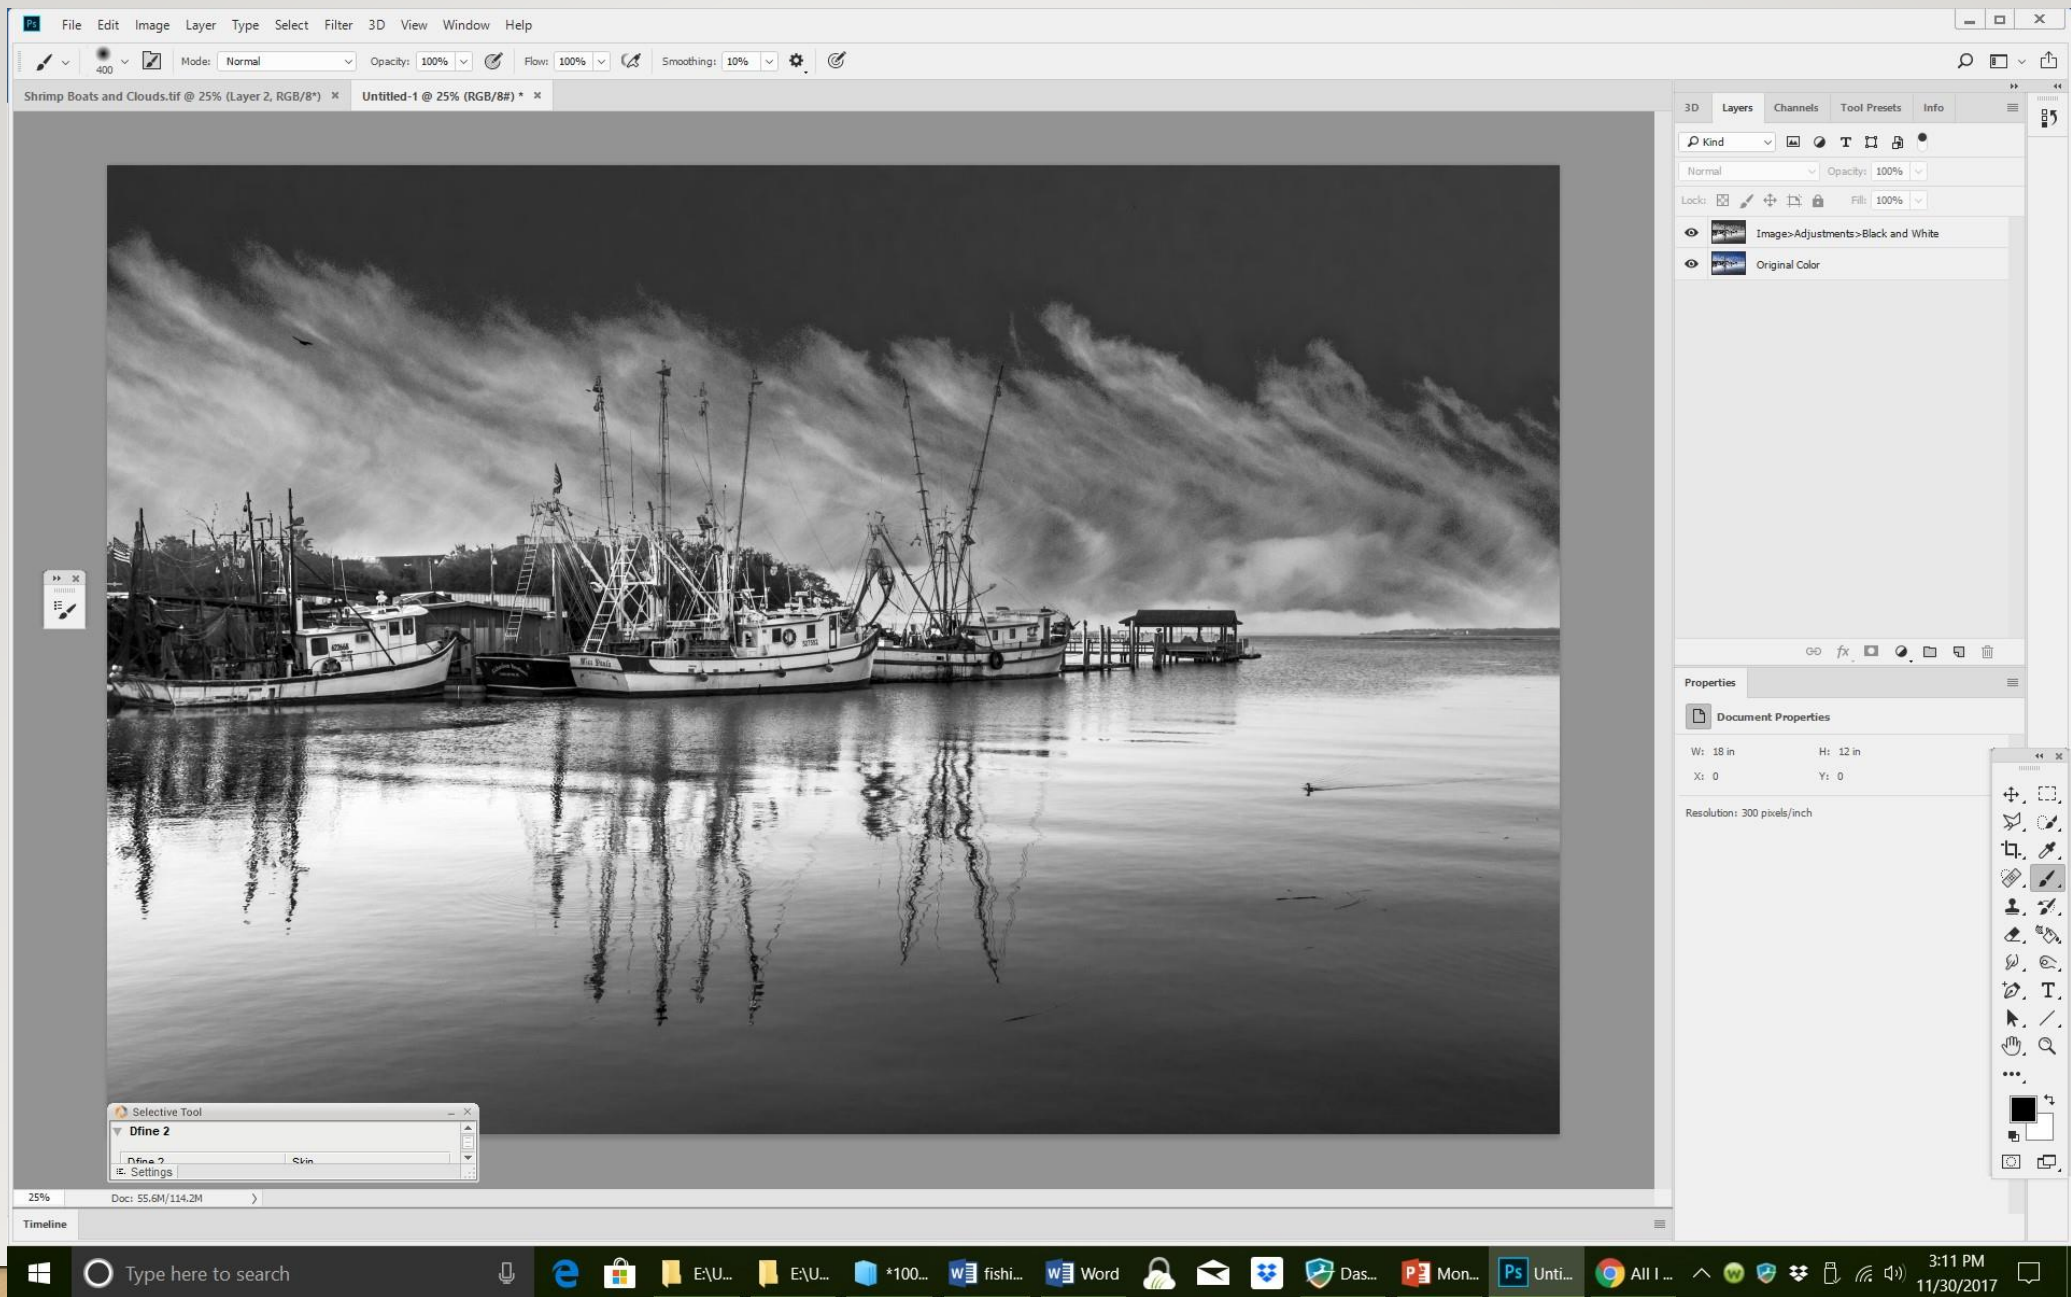 Ps File Edit Image Layer Type Select Filter 3D View Window Help
400 Mode: Normal Opacity: 100% Flow: 100% Smoothing: 10%
Shrimp Boats and Clouds.tif @ 25% (Layer 2, RGB/8*) × Untitled-1 @ 25% (RGB/8#) * ×
3D Layers Channels Tool Presets Info
Kind
Normal Opacity: 100%
Lock: Fill: 100%
Image>Adjustments>Black and White
Original Color
Miss Paula
Properties
Document Properties
W: 18 in H: 12 in
X: 0 Y: 0
Resolution: 300 pixels/inch
Selective Tool
Dfine 2
Dfine 2 Skin
Settings
25% Doc: 55.6M/114.2M
Timeline
Type here to search
E:\U... E:\U... *100... fishi... Word Das... Mon... Ps Unti... All I ...
3:11 PM
11/30/2017